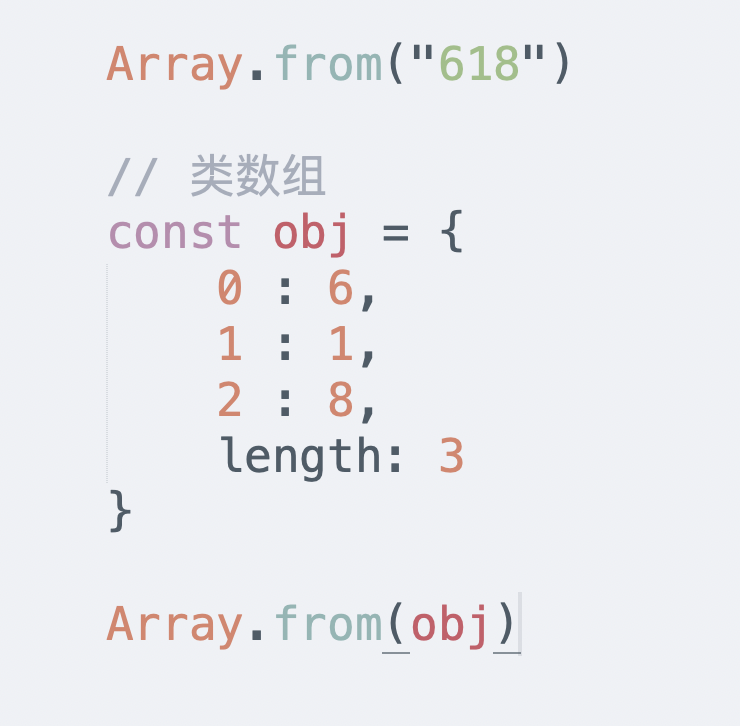 Array.from("618")
// 类数组
const obj = {
0 : 6,
1 : 1,
2 : 8,
length: 3
}
Array.from(obj)